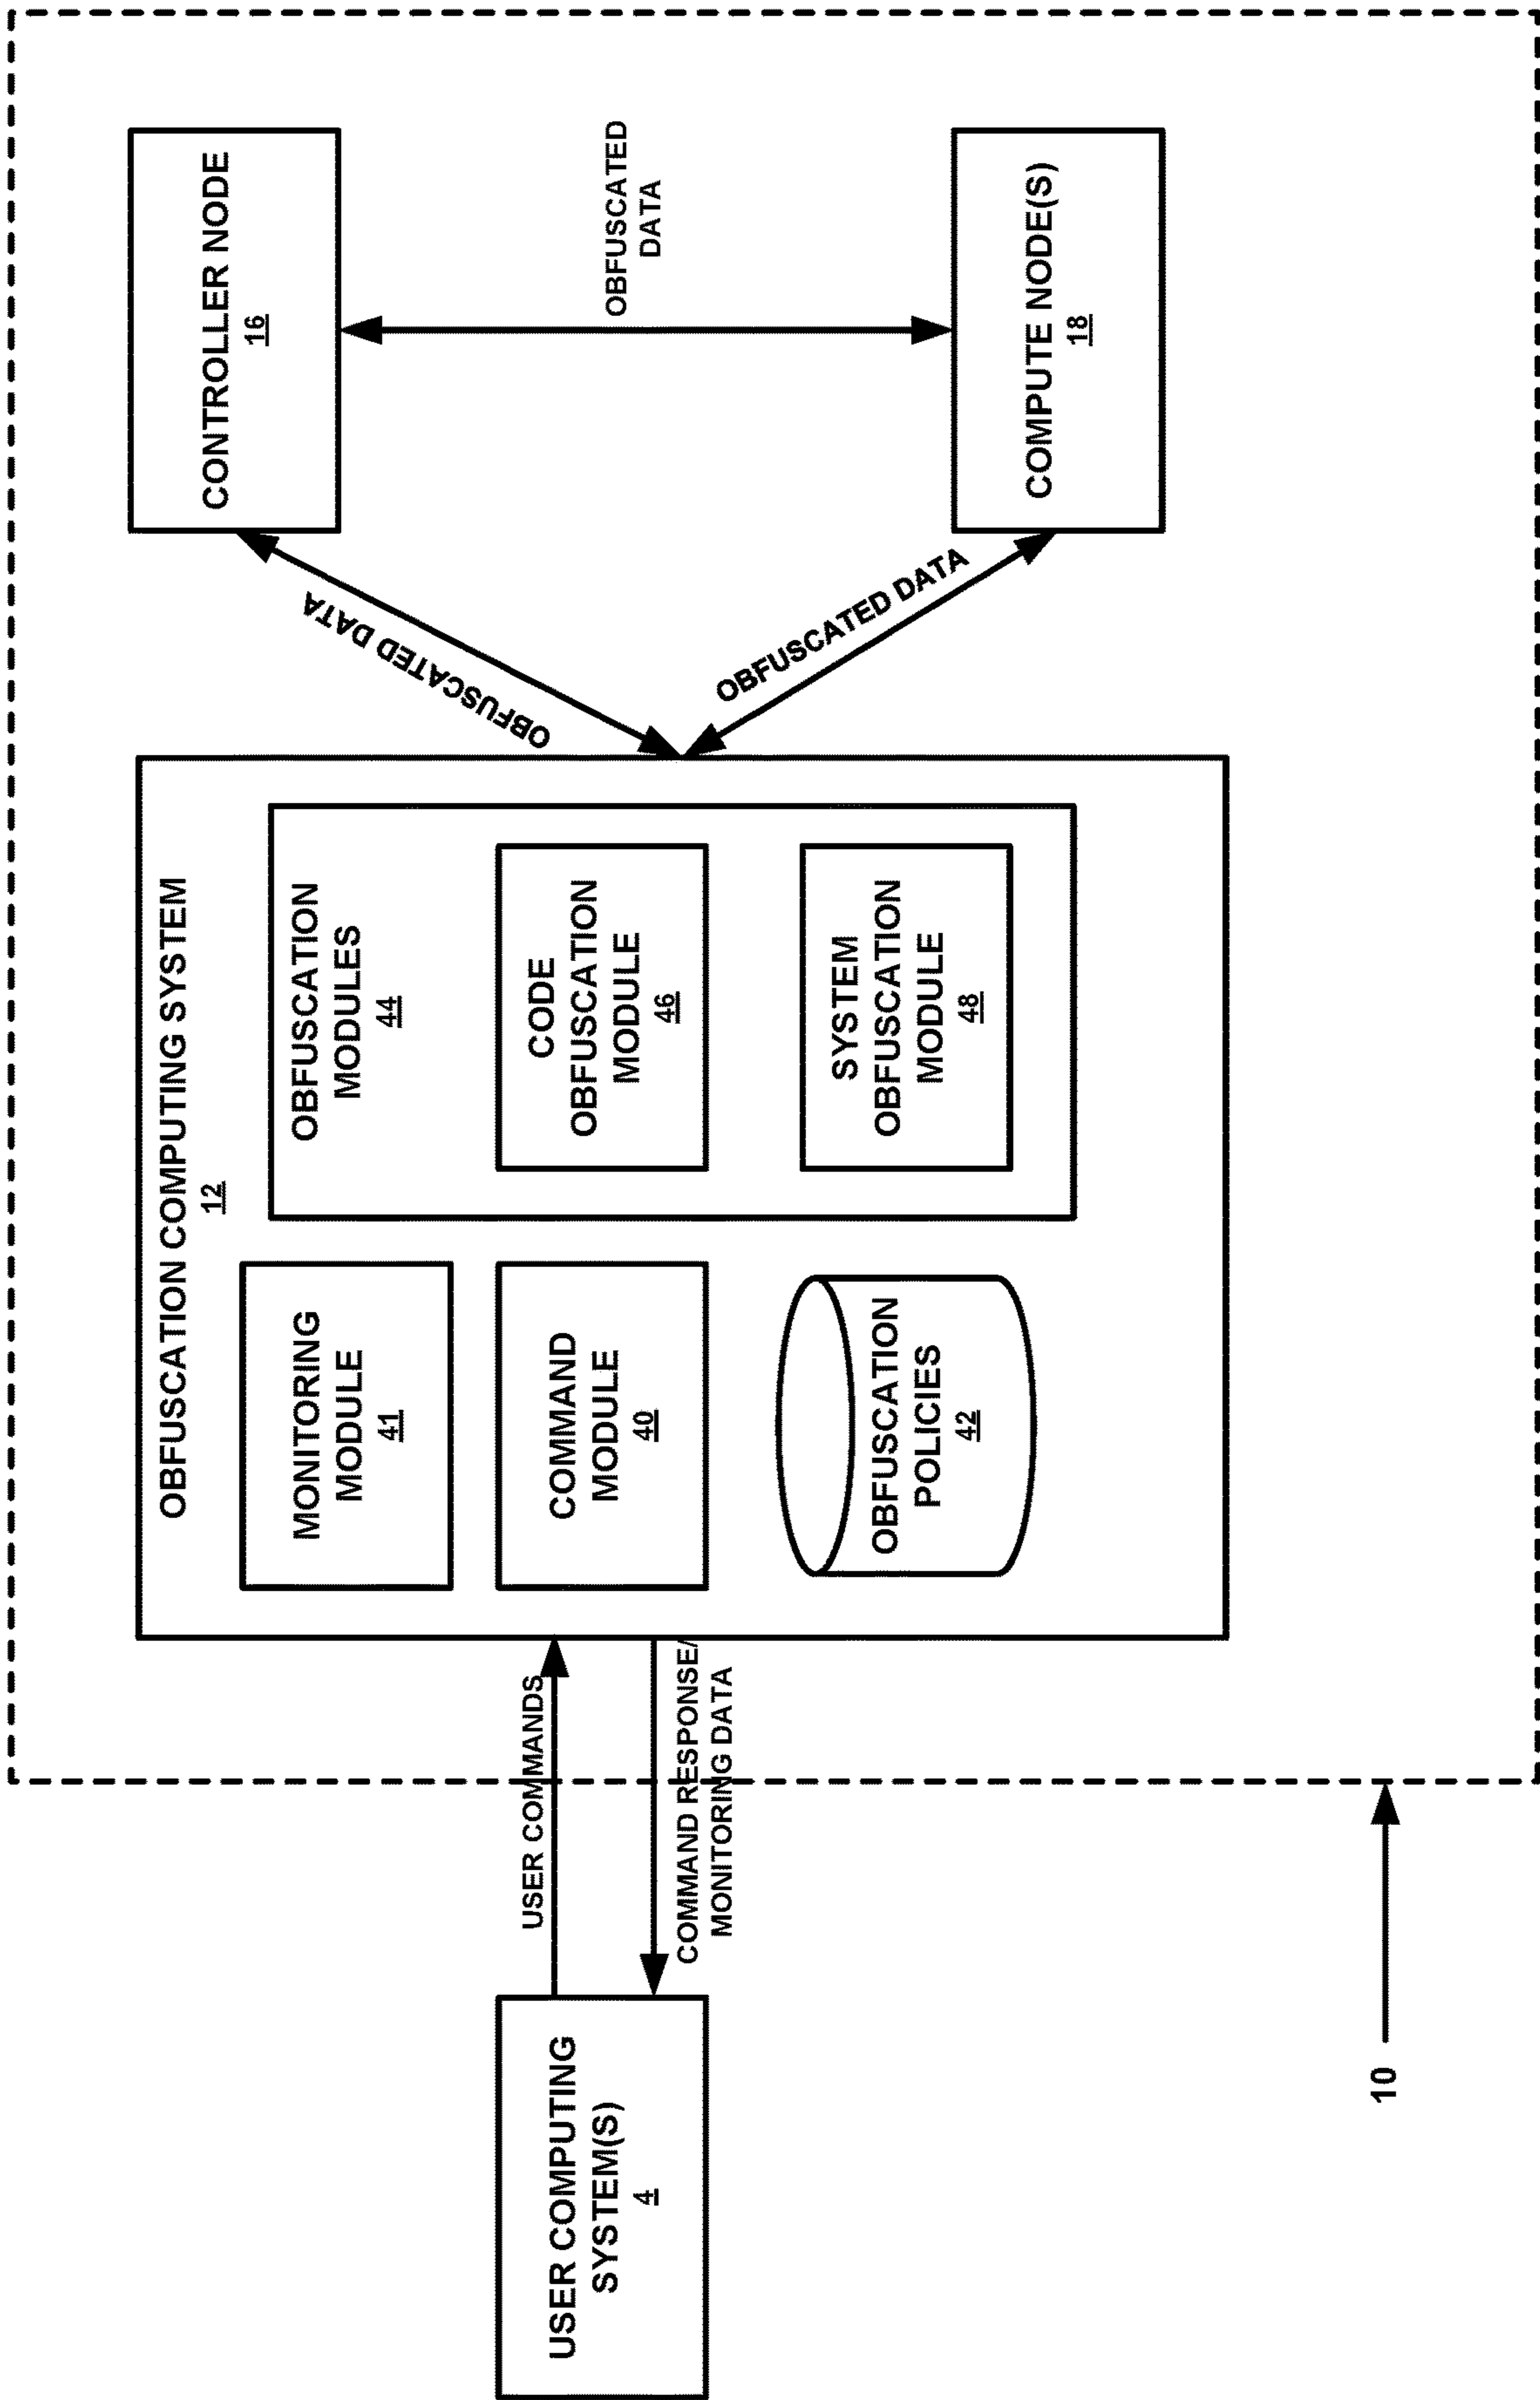 USER COMPUTING
SYSTEM(S)
4
USER COMMANDS
COMMAND RESPONSE/
MONITORING DATA
10
OBFUSCATION COMPUTING SYSTEM
12
MONITORING
MODULE
41
COMMAND
MODULE
40
OBFUSCATION
POLICIES
42
OBFUSCATION
MODULES
44
CODE
OBFUSCATION
MODULE
46
SYSTEM
OBFUSCATION
MODULE
48
OBFUSCATED DATA
OBFUSCATED DATA
CONTROLLER NODE
16
OBFUSCATED
DATA
COMPUTE NODE(S)
18